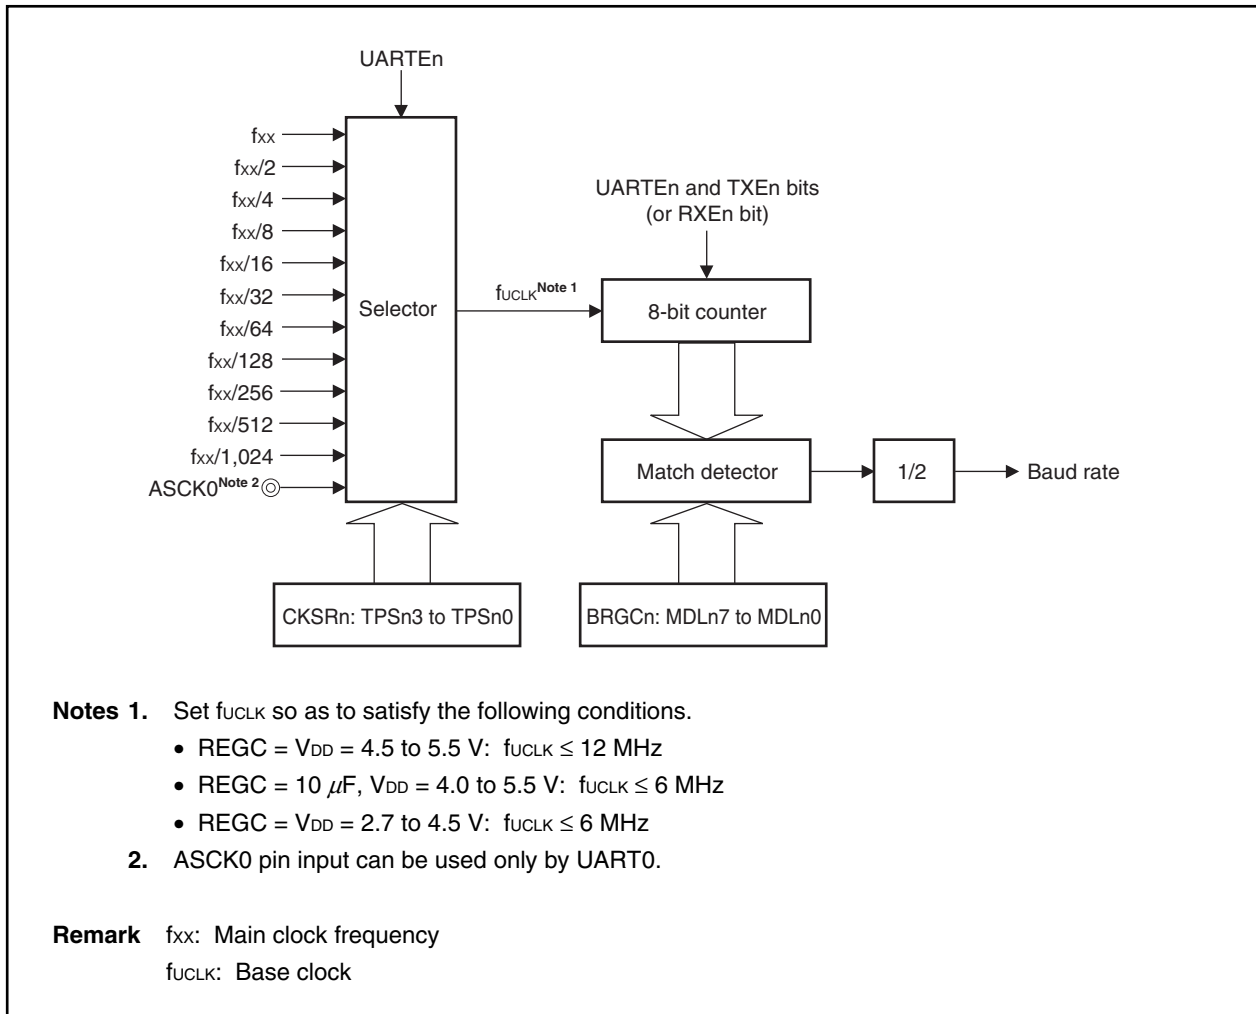 UARTEn
fxx
fxx/2
fxx/4
fxx/8
fxx/16
fxx/32
fxx/64
fxx/128
fxx/256
fxx/512
fxx/1,024
ASCK0Note 2
Selector
fUCLKNote 1
UARTEn and TXEn bits
(or RXEn bit)
8-bit counter
Match detector
1/2
Baud rate
CKSRn: TPSn3 to TPSn0
BRGCn: MDLn7 to MDLn0
Notes 1. Set fUCLK so as to satisfy the following conditions.
• REGC = VDD = 4.5 to 5.5 V: fUCLK ≤ 12 MHz
• REGC = 10 μF, VDD = 4.0 to 5.5 V: fUCLK ≤ 6 MHz
• REGC = VDD = 2.7 to 4.5 V: fUCLK ≤ 6 MHz
2. ASCK0 pin input can be used only by UART0.
Remark fxx: Main clock frequency
fUCLK: Base clock